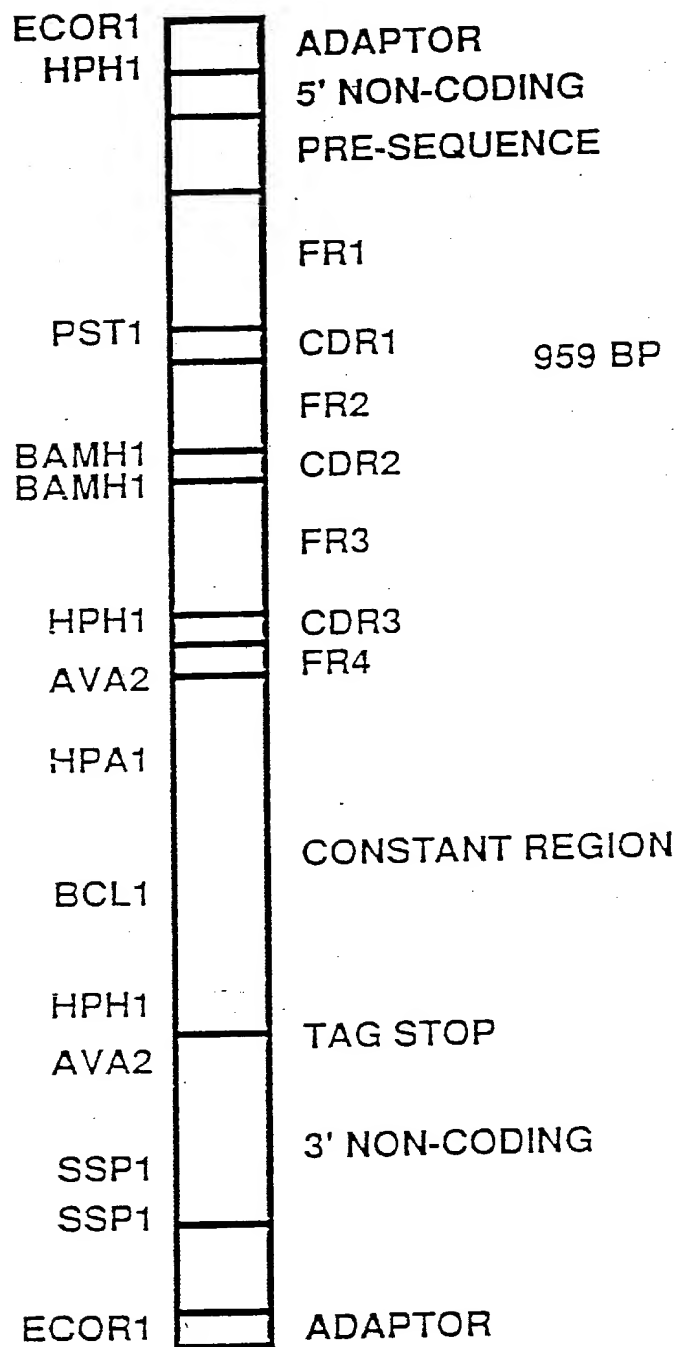 ECOR1
ADAPTOR
HPH1
5' NON-CODING
PRE-SEQUENCE
FR1
PST1
CDR1
959 BP
FR2
BAMH1
CDR2
BAMH1
FR3
HPH1
CDR3
FR4
AVA2
HPA1
CONSTANT REGION
BCL1
HPH1
TAG STOP
AVA2
3' NON-CODING
SSP1
SSP1
ECOR1
ADAPTOR